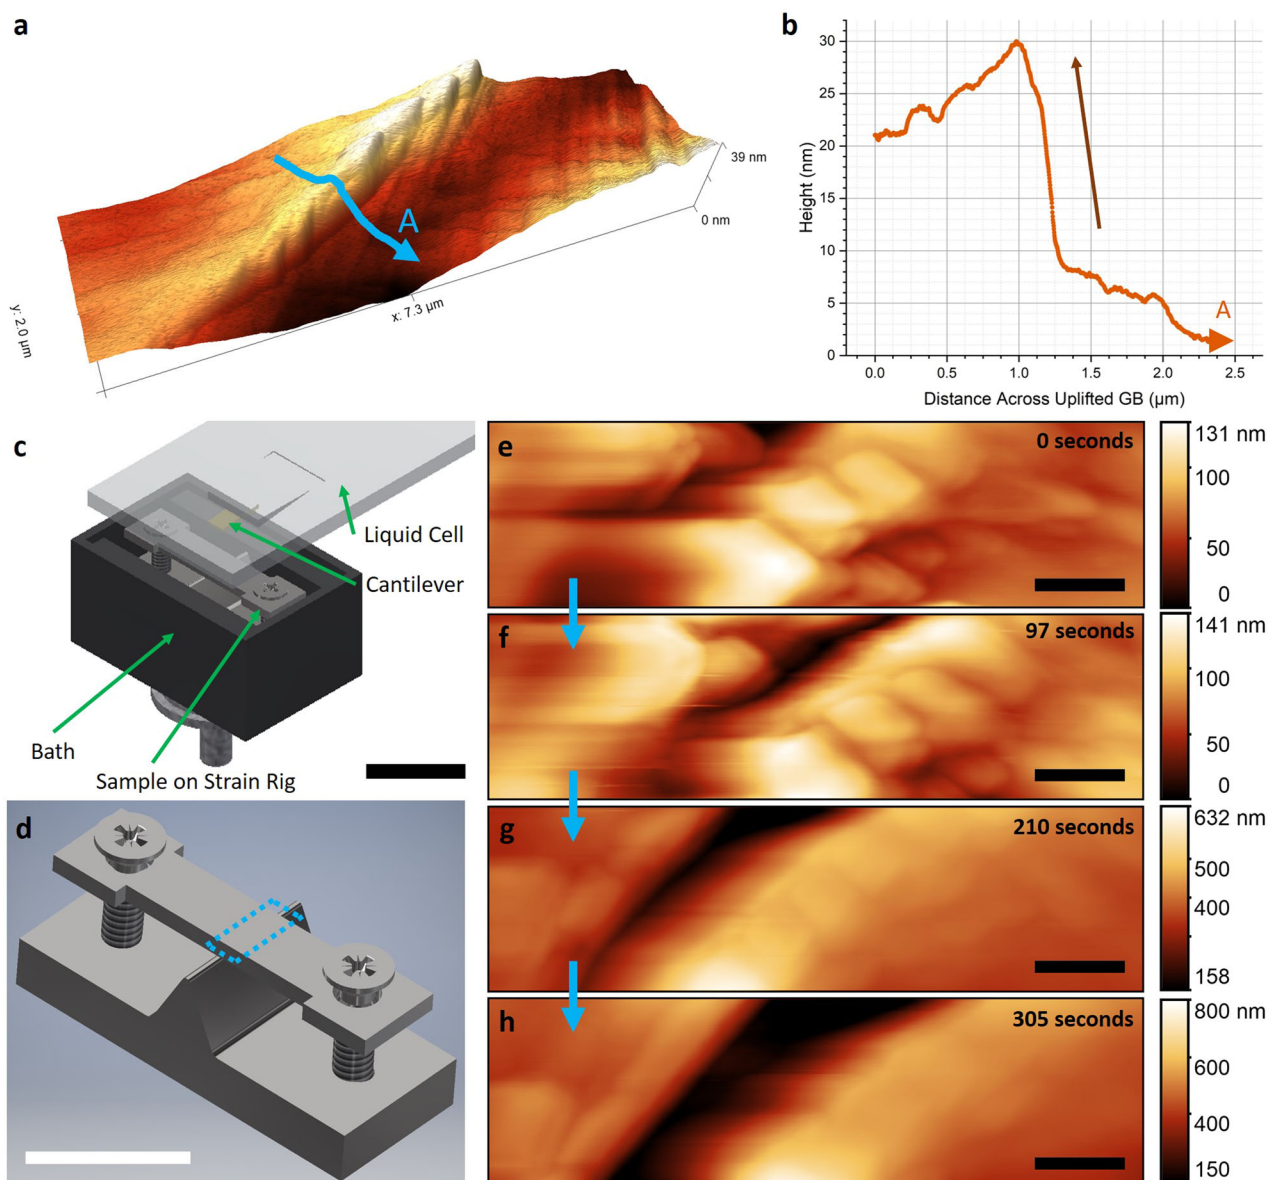 a
39 nm
0 nm
A
x: 7.3 µm
y: 2.0 µm
b
30
25
20
15
10
5
0
Height (nm)
A
0.0 0.5 1.0 1.5 2.0 2.5
Distance Across Uplifted GB (µm)
c
Liquid Cell
Cantilever
Bath
Sample on Strain Rig
d
e
0 seconds
131 nm
100
50
0
f
97 seconds
141 nm
100
50
0
g
210 seconds
632 nm
500
400
158
h
305 seconds
800 nm
600
400
150